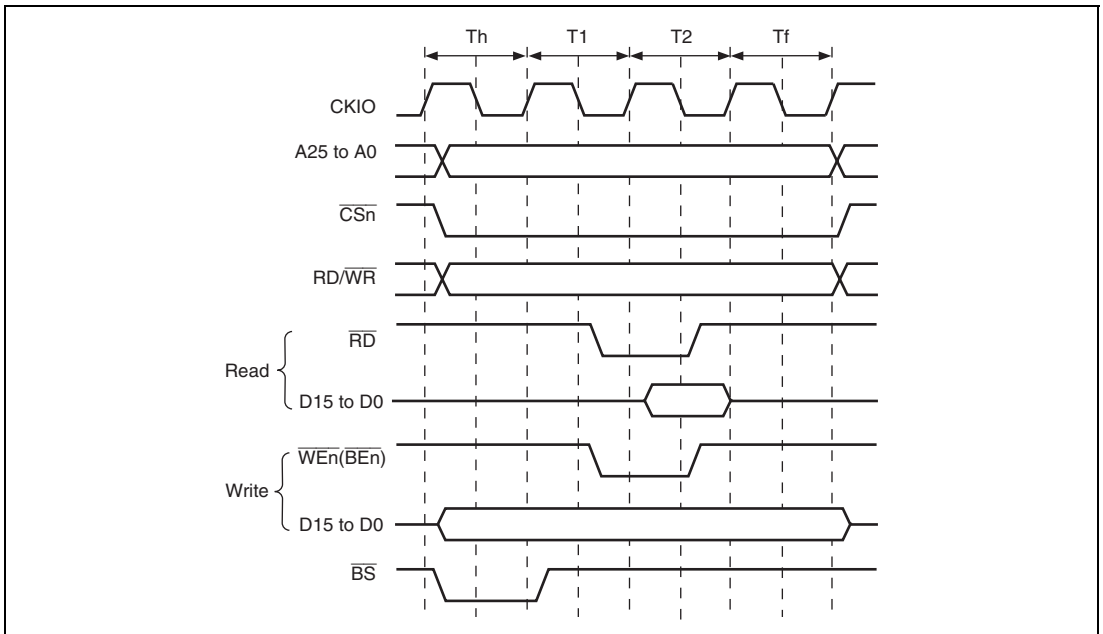 Th T1 T2 Tf
CKIO
A25 to A0
CSn
RD/WR
RD
Read
D15 to D0
WEn(BEn)
Write
D15 to D0
BS